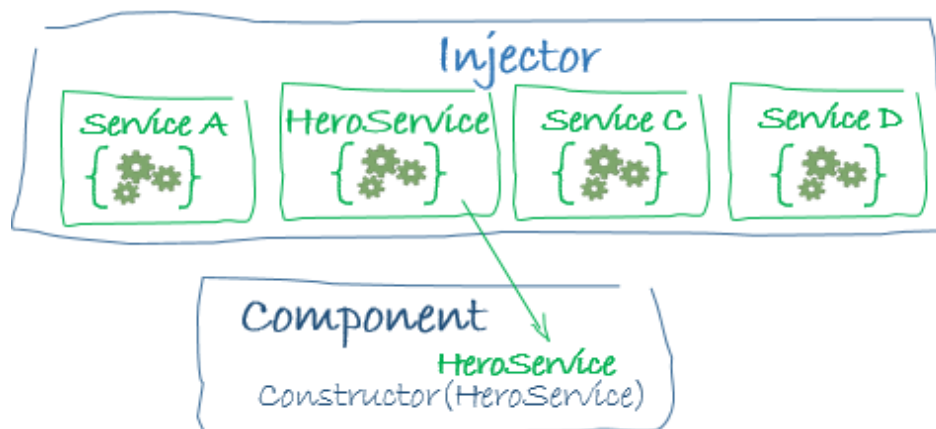 Injector
Service A
HeroService
Service C
Service D
Component
HeroService
Constructor(HeroService)